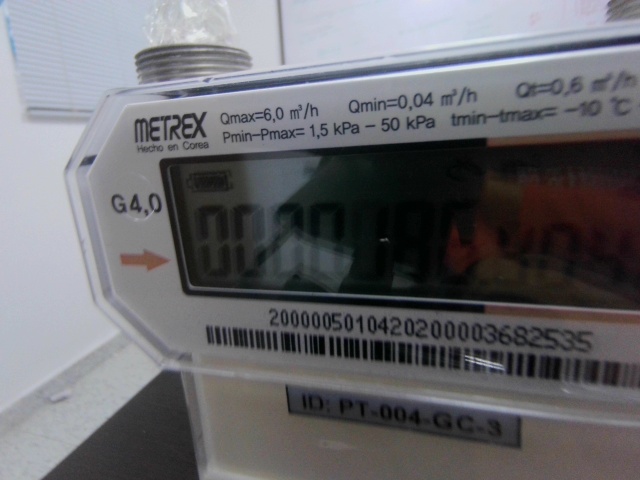 METREX
Hecho en Corea
Qmax=6,0 m³/h Qmin=0,04 m³/h Qt=0,6 m³/h
Pmin-Pmax= 1,5 kPa - 50 kPa tmin-tmax= -10 °C
G4,0
2000005010420200003682535
ID: PT-004-GC-3